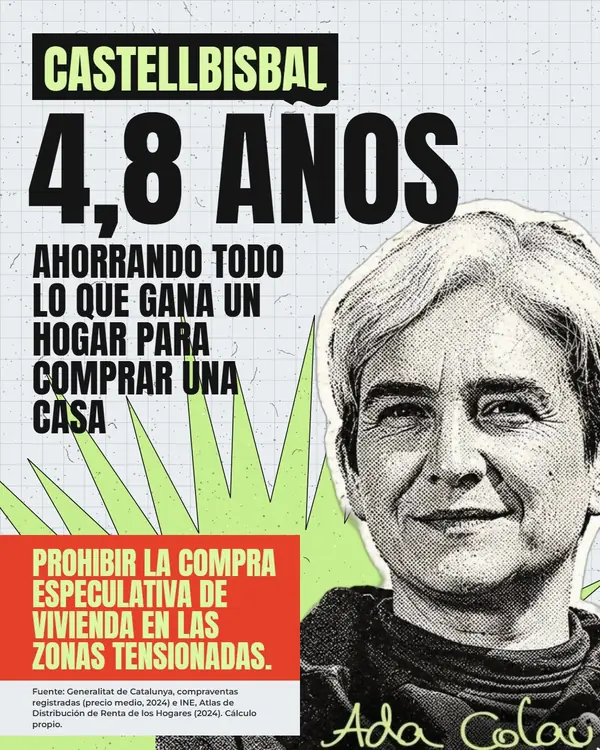 CASTELLBISBAL
4,8 AÑOS
AHORRANDO TODO
LO QUE GANA UN
HOGAR PARA
COMPRAR UNA
CASA
PROHIBIR LA COMPRA
ESPECULATIVA DE
VIVIENDA EN LAS
ZONAS TENSIONADAS.
Fuente: Generalitat de Catalunya, compraventas
registradas (precio medio, 2024) e INE, Atlas de
Distribución de Renta de los Hogares (2024). Cálculo
propio.
Ada Colau